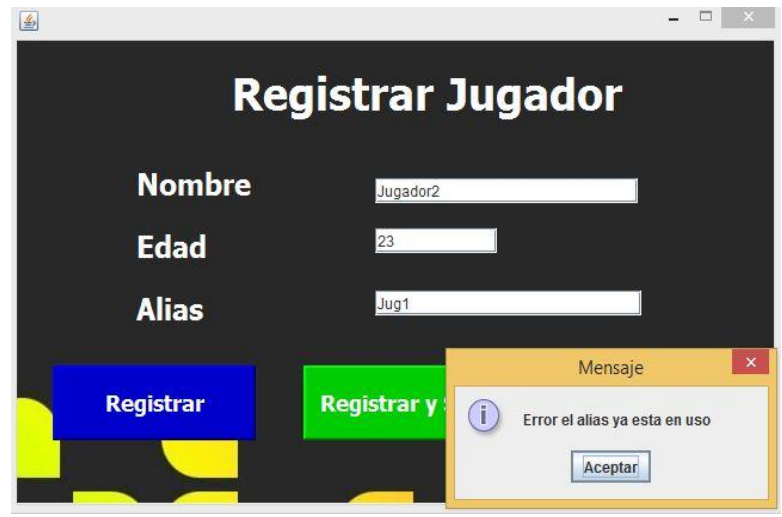 Registrar Jugador
Nombre
Jugador2
Edad
23
Alias
Jug1
Registrar
Registrar y
Mensaje
Error el alias ya esta en uso
Aceptar